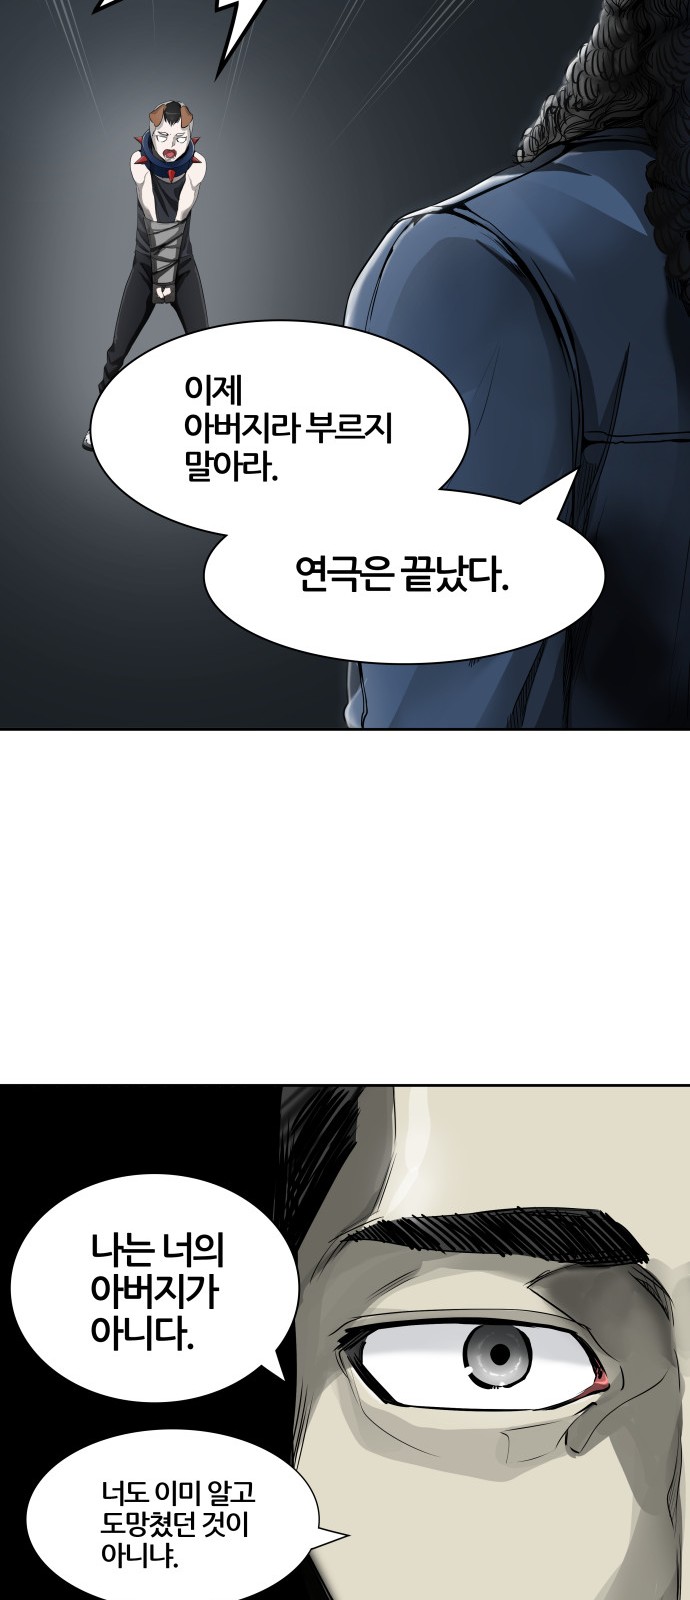 이제
아버지라 부르지
말아라.
연극은 끝났다.
나는 너의
아버지가
아니다.
너도 이미 알고
도망쳤던 것이
아니냐.